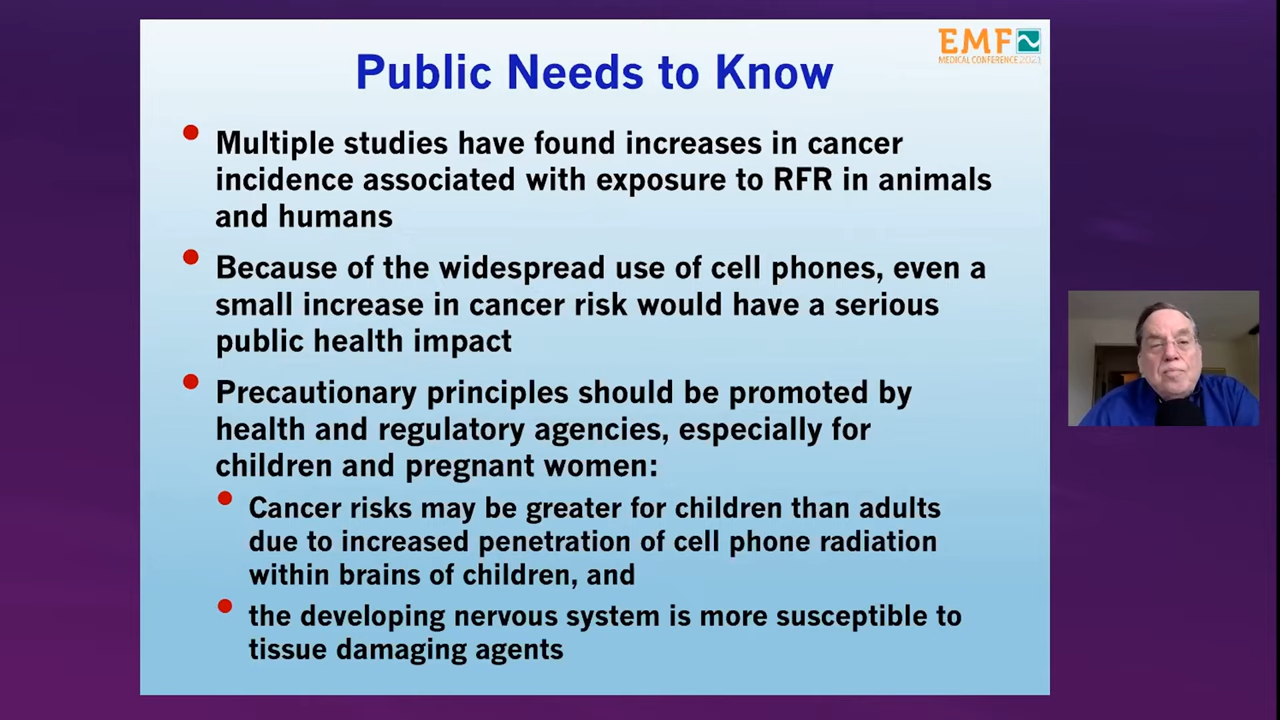 EMF
MEDICAL CONFERENCE 2021
Public Needs to Know
Multiple studies have found increases in cancer
incidence associated with exposure to RFR in animals
and humans
Because of the widespread use of cell phones, even a
small increase in cancer risk would have a serious
public health impact
Precautionary principles should be promoted by
health and regulatory agencies, especially for
children and pregnant women:
Cancer risks may be greater for children than adults
due to increased penetration of cell phone radiation
within brains of children, and
the developing nervous system is more susceptible to
tissue damaging agents